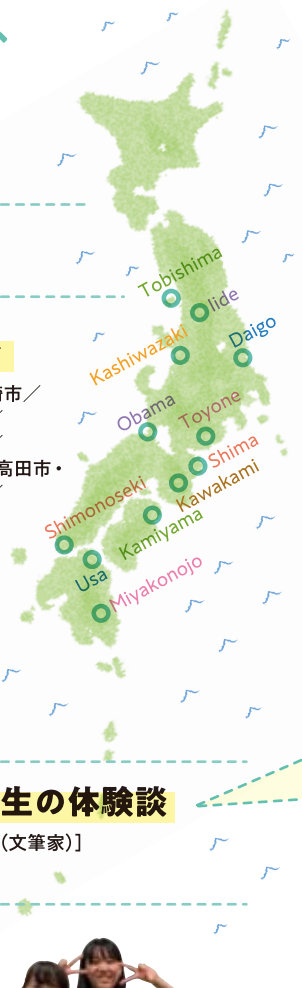 Tobishima
Iide
Daigo
Kashiwazaki
市／
高田市・
Obama
Toyone
Shima
Kawakami
Shimonoseki
Kamiyama
Usa
Miyakonojo
生の体験談
（文筆家）］